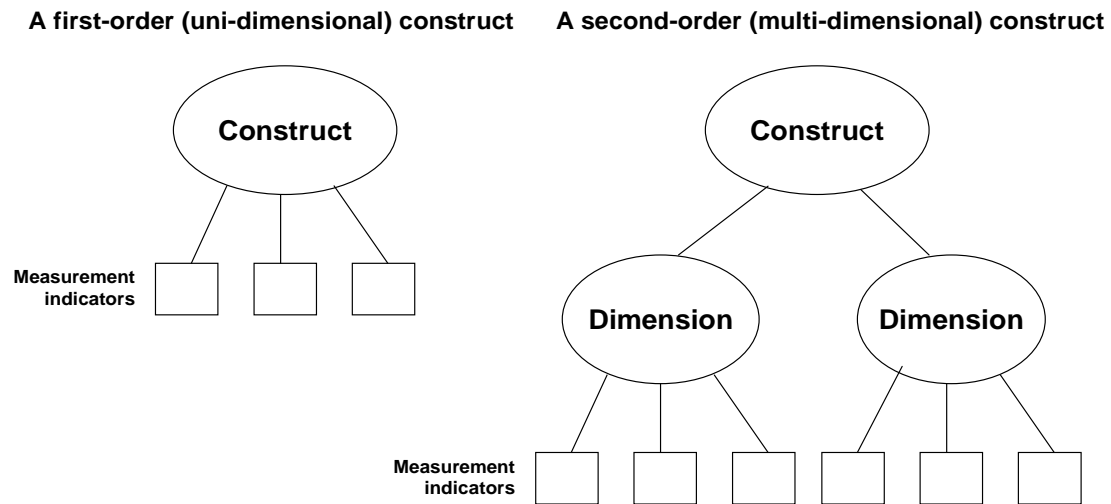 A first-order (uni-dimensional) construct
A second-order (multi-dimensional) construct
Construct
Construct
Measurement
indicators
Dimension
Dimension
Measurement
indicators